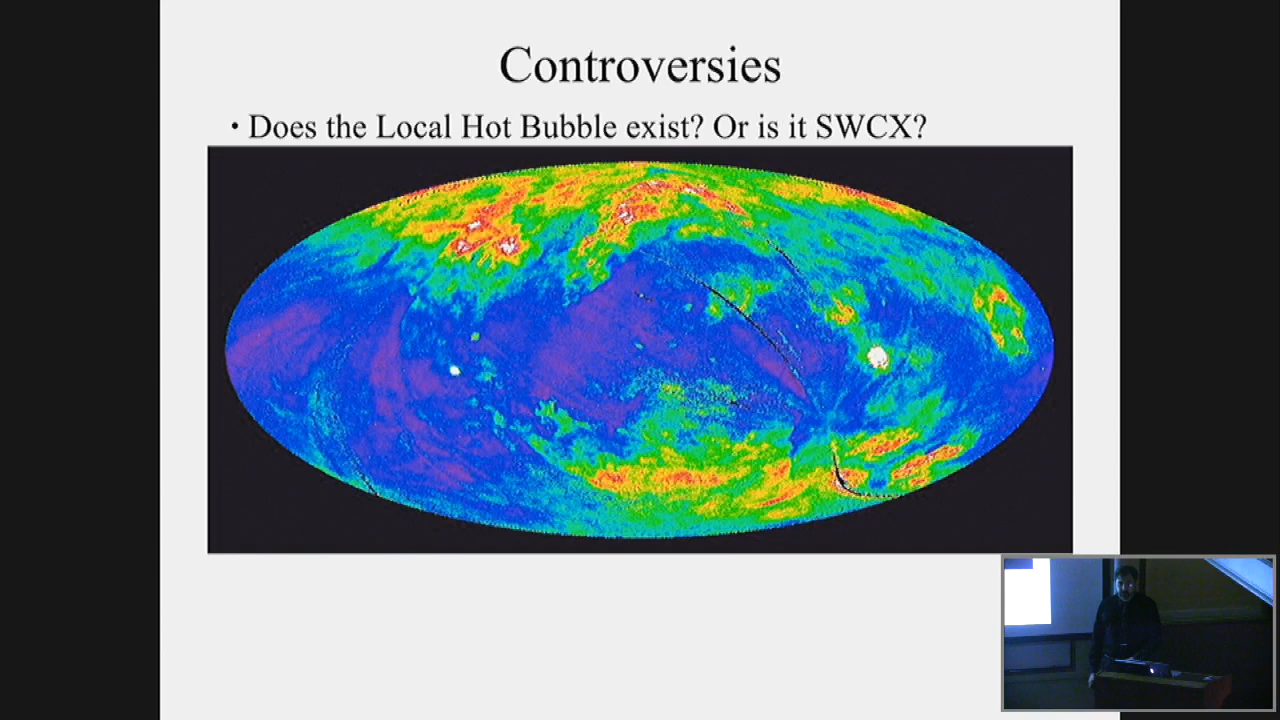 Controversies
• Does the Local Hot Bubble exist? Or is it SWCX?